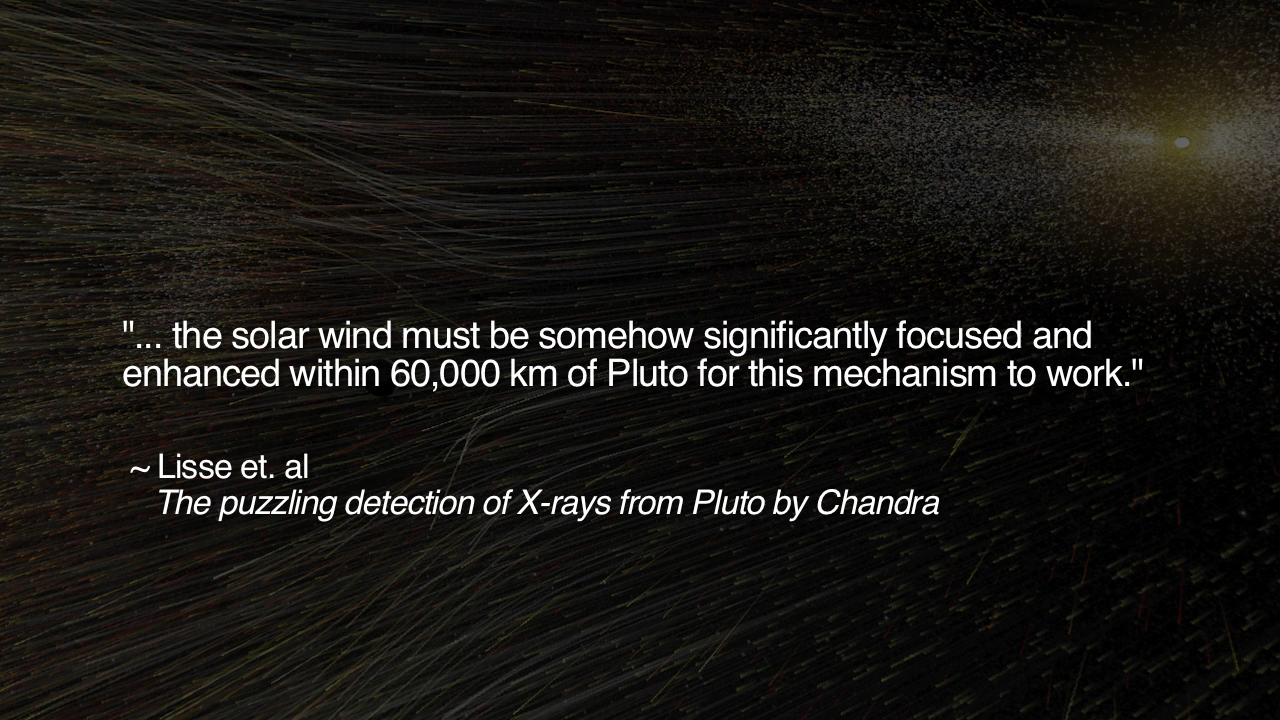 "... the solar wind must be somehow significantly focused and
enhanced within 60,000 km of Pluto for this mechanism to work."
~ Lisse et. al
The puzzling detection of X-rays from Pluto by Chandra